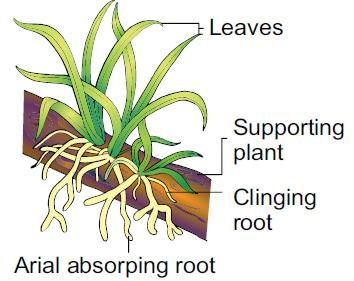 Leaves
Supporting
plant
Clinging
root
Arial absorping root